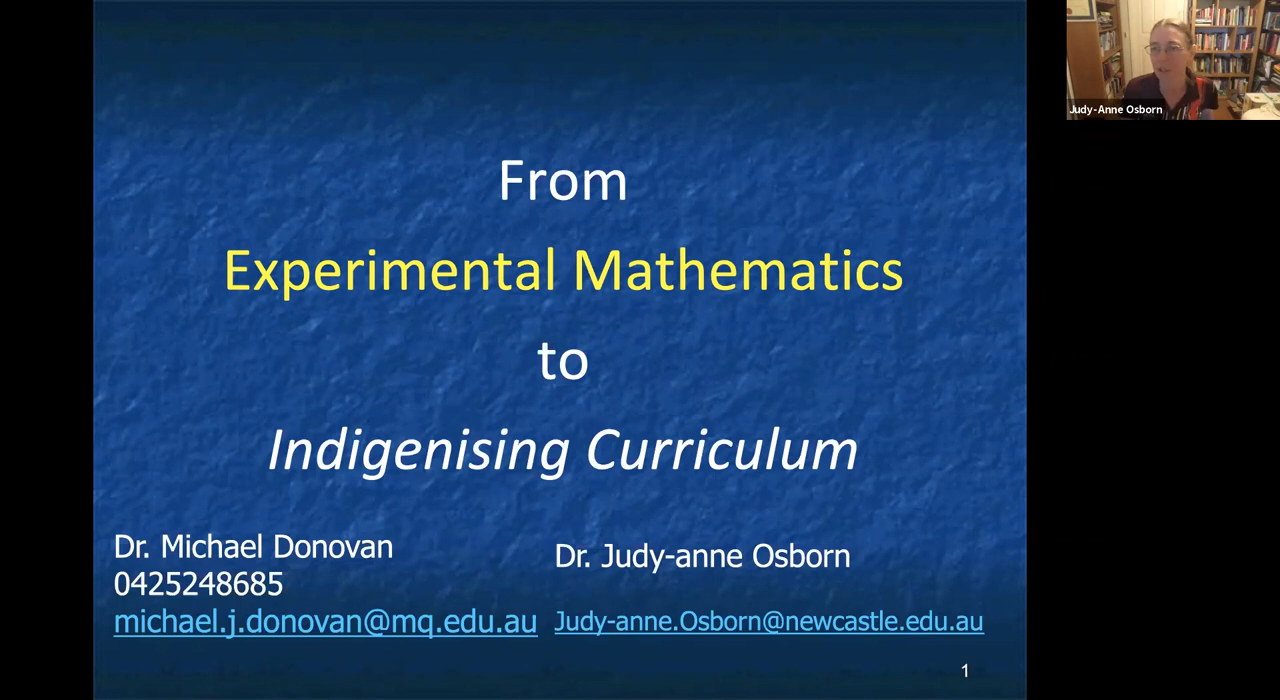 From
Experimental Mathematics
to
Indigenising Curriculum
Dr. Michael Donovan
0425248685
michael.j.donovan@mq.edu.au
Dr. Judy-anne Osborn
Judy-anne.Osborn@newcastle.edu.au
1
Judy-Anne Osborn